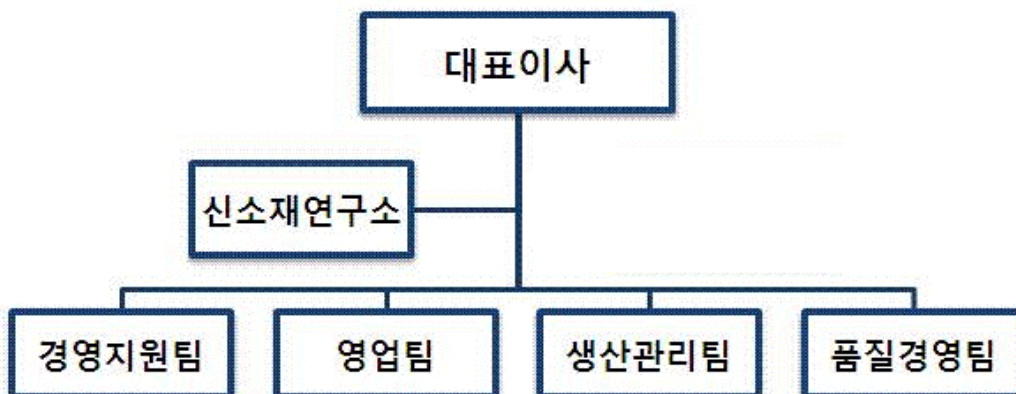 대표이사
신소재연구소
경영지원팀
영업팀
생산관리팀
품질경영팀